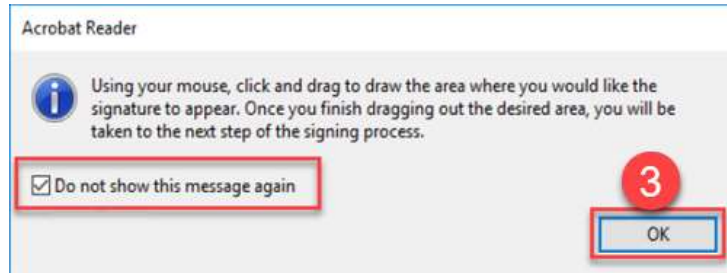 Acrobat Reader
Using your mouse, click and drag to draw the area where you would like the
signature to appear. Once you finish dragging out the desired area, you will be
taken to the next step of the signing process.
Do not show this message again
3
OK